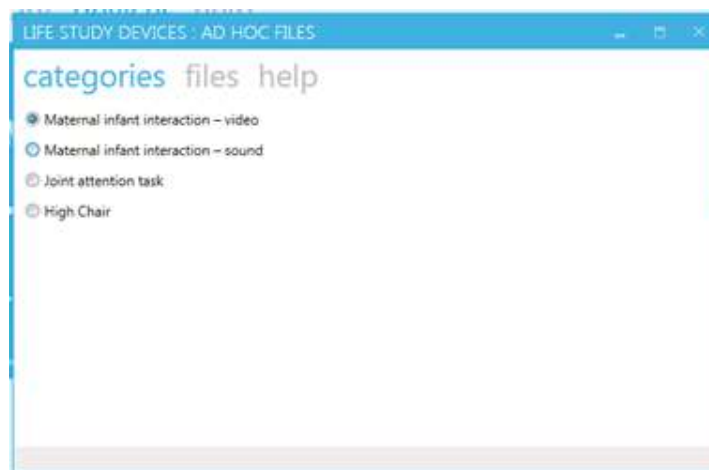 LIFE STUDY DEVICES : AD HOC FILES
categories files help
Maternal infant interaction – video
Maternal infant interaction – sound
Joint attention task
High Chair